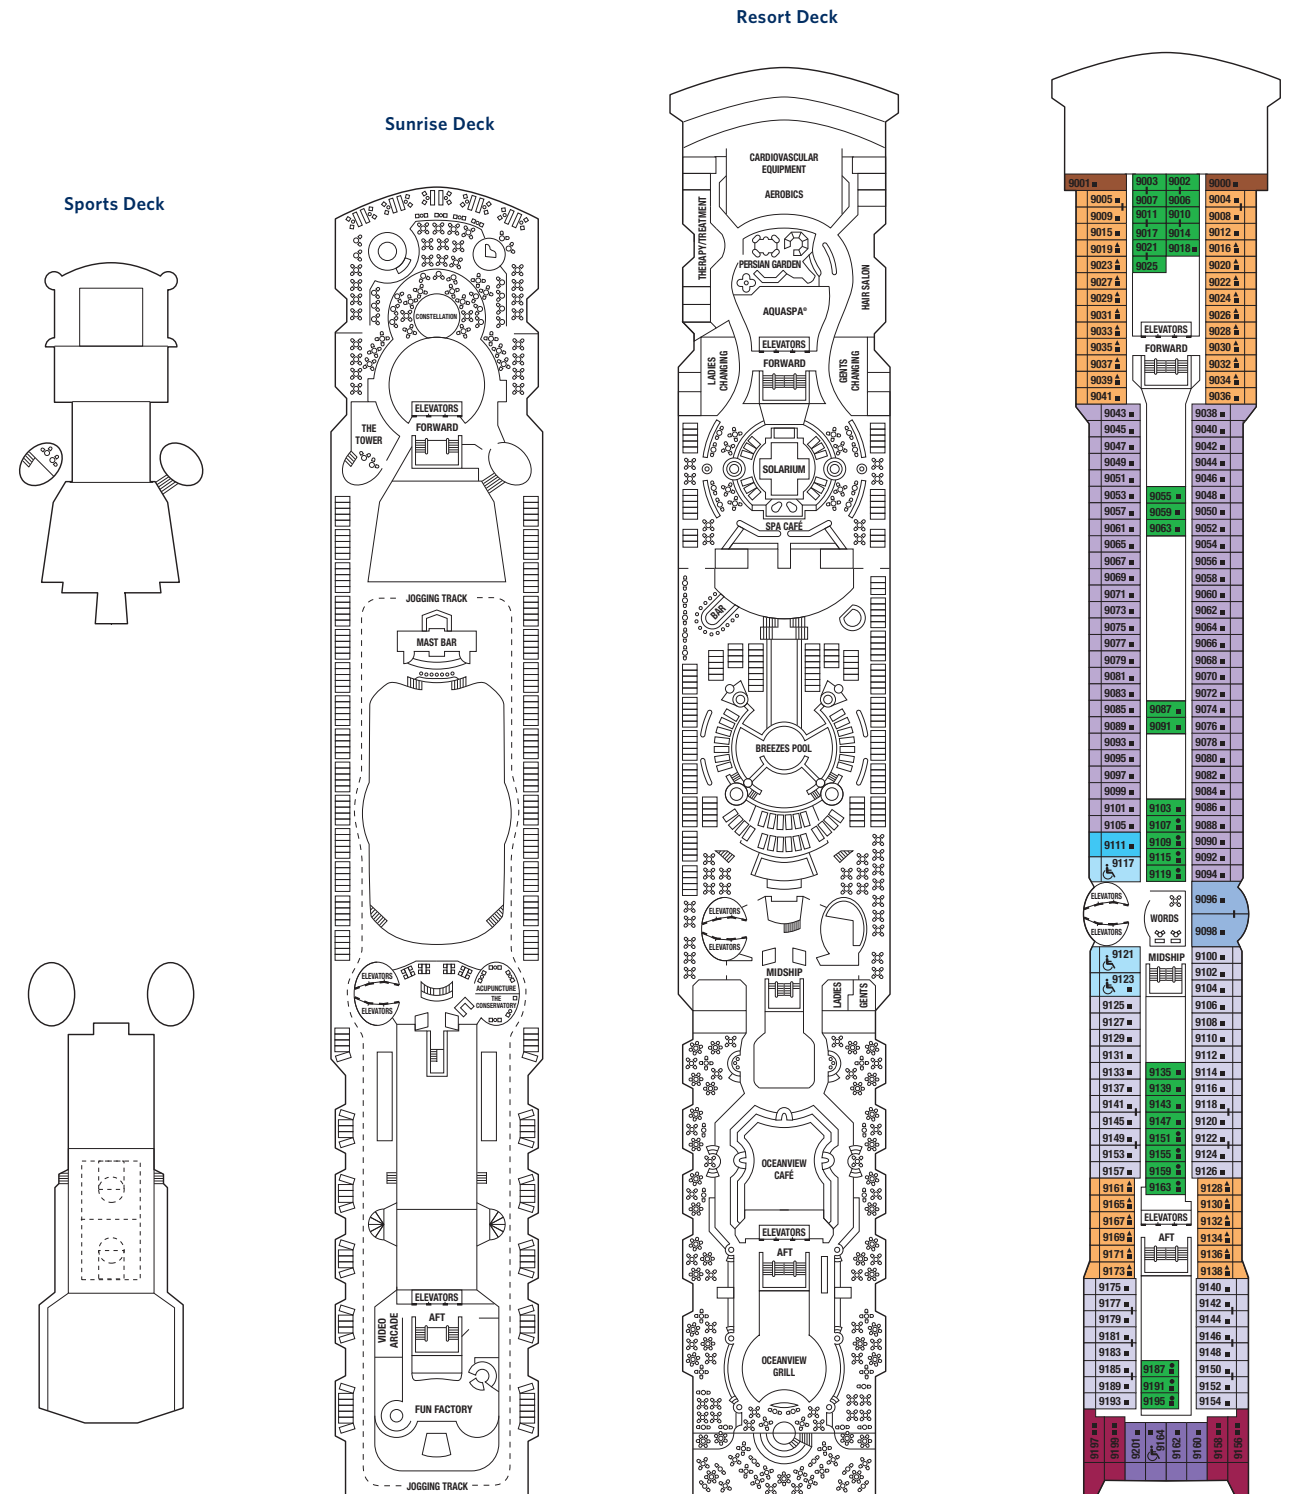 Resort Deck
Sunrise Deck
Sports Deck
CONSTELLATION
ELEVATORS
FORWARD
THE
TOWER
JOGGING TRACK
MAST BAR
ELEVATORS
ELEVATORS
ACUPUNCTURE
THE
CONSERVATORY
ELEVATORS
AFT
VIDEO
ARCADE
FUN FACTORY
JOGGING TRACK
CARDIOVASCULAR
EQUIPMENT
AEROBICS
THERAPY/TREATMENT
PERSIAN GARDEN
HAIR SALON
AQUASPA®
ELEVATORS
FORWARD
LADIES
CHANGING
GENTS
CHANGING
SOLARIUM
SPA CAFÉ
BAR
BREEZES POOL
ELEVATORS
ELEVATORS
MIDSHIP
LADIES
GENTS
OCEANVIEW
CAFÉ
ELEVATORS
AFT
OCEANVIEW
GRILL
9001 9003 9002 9000
9005 9007 9006 9004
9009 9011 9010 9008
9015 9017 9014 9012
9019 9021 9018 9016
9023 9025 9020
9027 9022
9029 9024
9031 9026
9033 ELEVATORS 9028
9035 FORWARD 9030
9037 9032
9039 9034
9041 9036
9043 9038
9045 9040
9047 9042
9049 9044
9051 9046
9053 9055 9048
9057 9059 9050
9061 9063 9052
9065 9054
9067 9056
9069 9058
9071 9060
9073 9062
9075 9064
9077 9066
9079 9068
9081 9070
9083 9072
9085 9087 9074
9089 9091 9076
9093 9078
9095 9080
9097 9082
9099 9084
9101 9103 9086
9105 9107 9088
9111 9109 9090
9117 9115 9092
9119 9094
ELEVATORS 9096
WORDS
ELEVATORS 9098
9121 MIDSHIP 9100
9102
9123 9104
9125 9106
9127 9108
9129 9110
9131 9112
9133 9135 9114
9137 9139 9116
9141 9143 9118
9145 9147 9120
9149 9151 9122
9153 9155 9124
9157 9159 9126
9161 9163 9128
9165 9130
9167 ELEVATORS 9132
9169 AFT 9134
9171 9136
9173 9138
9175 9140
9177 9142
9179 9144
9181 9146
9183 9148
9185 9187 9150
9189 9191 9152
9193 9195 9154
9197 9199 9201 9164 9162 9160 9158 9156